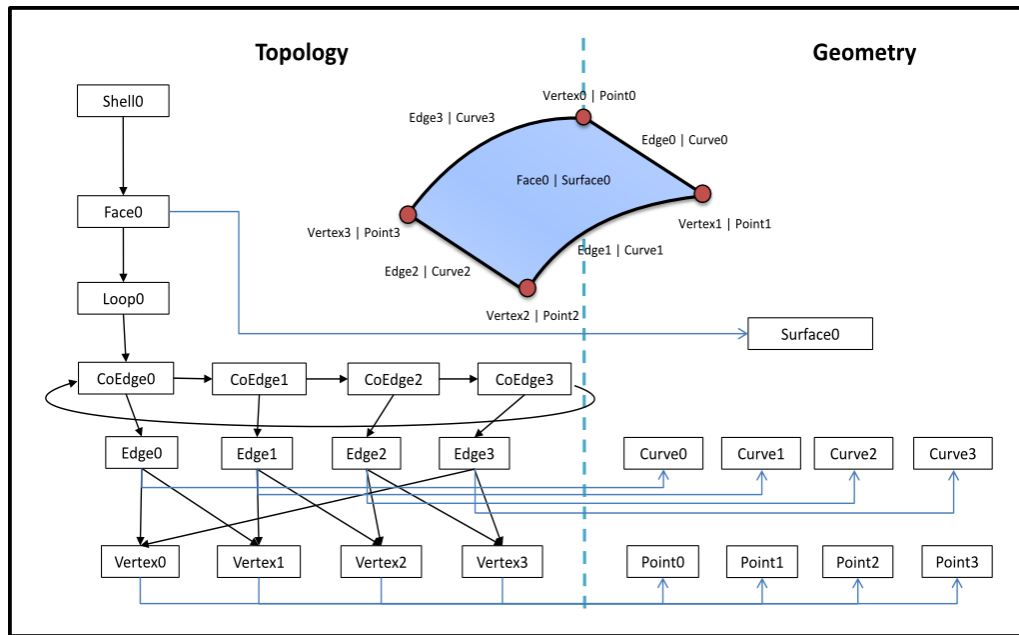 Topology
Geometry
Shell0
Vertex0 | Point0
Edge3 | Curve3
Edge0 | Curve0
Face0 | Surface0
Face0
Vertex3 | Point3
Vertex1 | Point1
Edge1 | Curve1
Edge2 | Curve2
Loop0
Vertex2 | Point2
Surface0
CoEdge0
CoEdge1
CoEdge2
CoEdge3
Edge0
Edge1
Edge2
Edge3
Curve0
Curve1
Curve2
Curve3
Vertex0
Vertex1
Vertex2
Vertex3
Point0
Point1
Point2
Point3